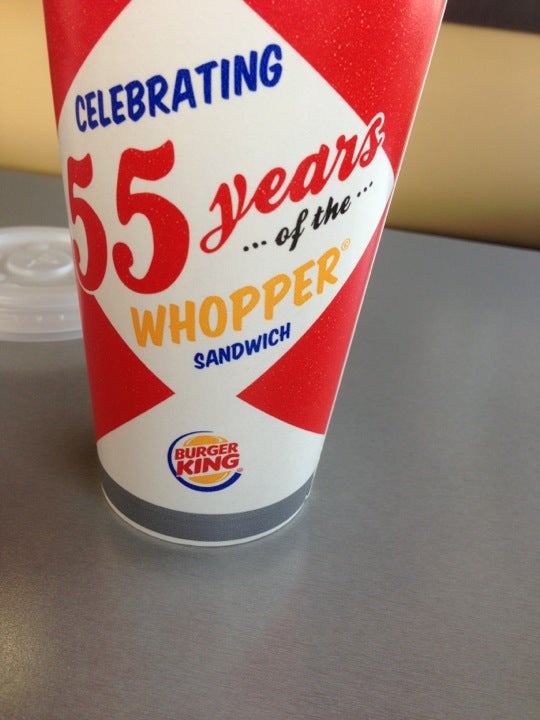 CELEBRATING
55 years
... of the ...
WHOPPER®
SANDWICH
BURGER
KING®